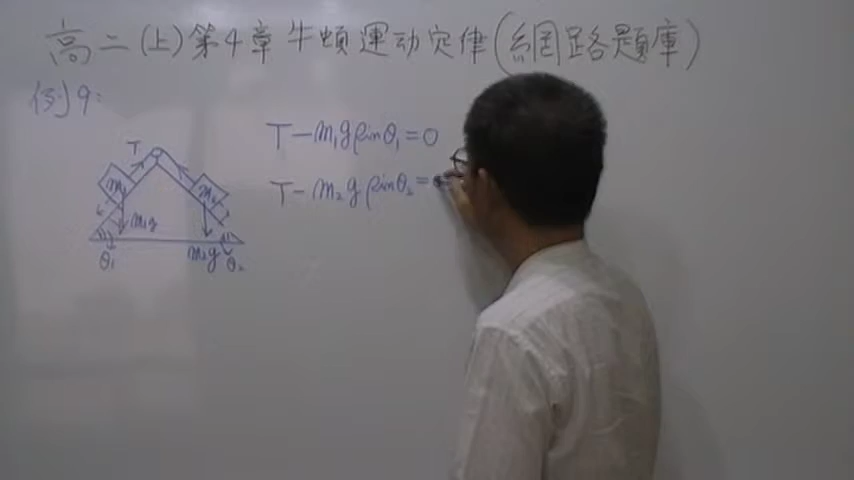 高二(上)第4章牛頓運动定律(網路題庫)
例9:
T-m₁g sinθ₁=0
T-m₂g sinθ₂=
T
m₁
m₂
m₁g
m₂g
θ₁
θ₂